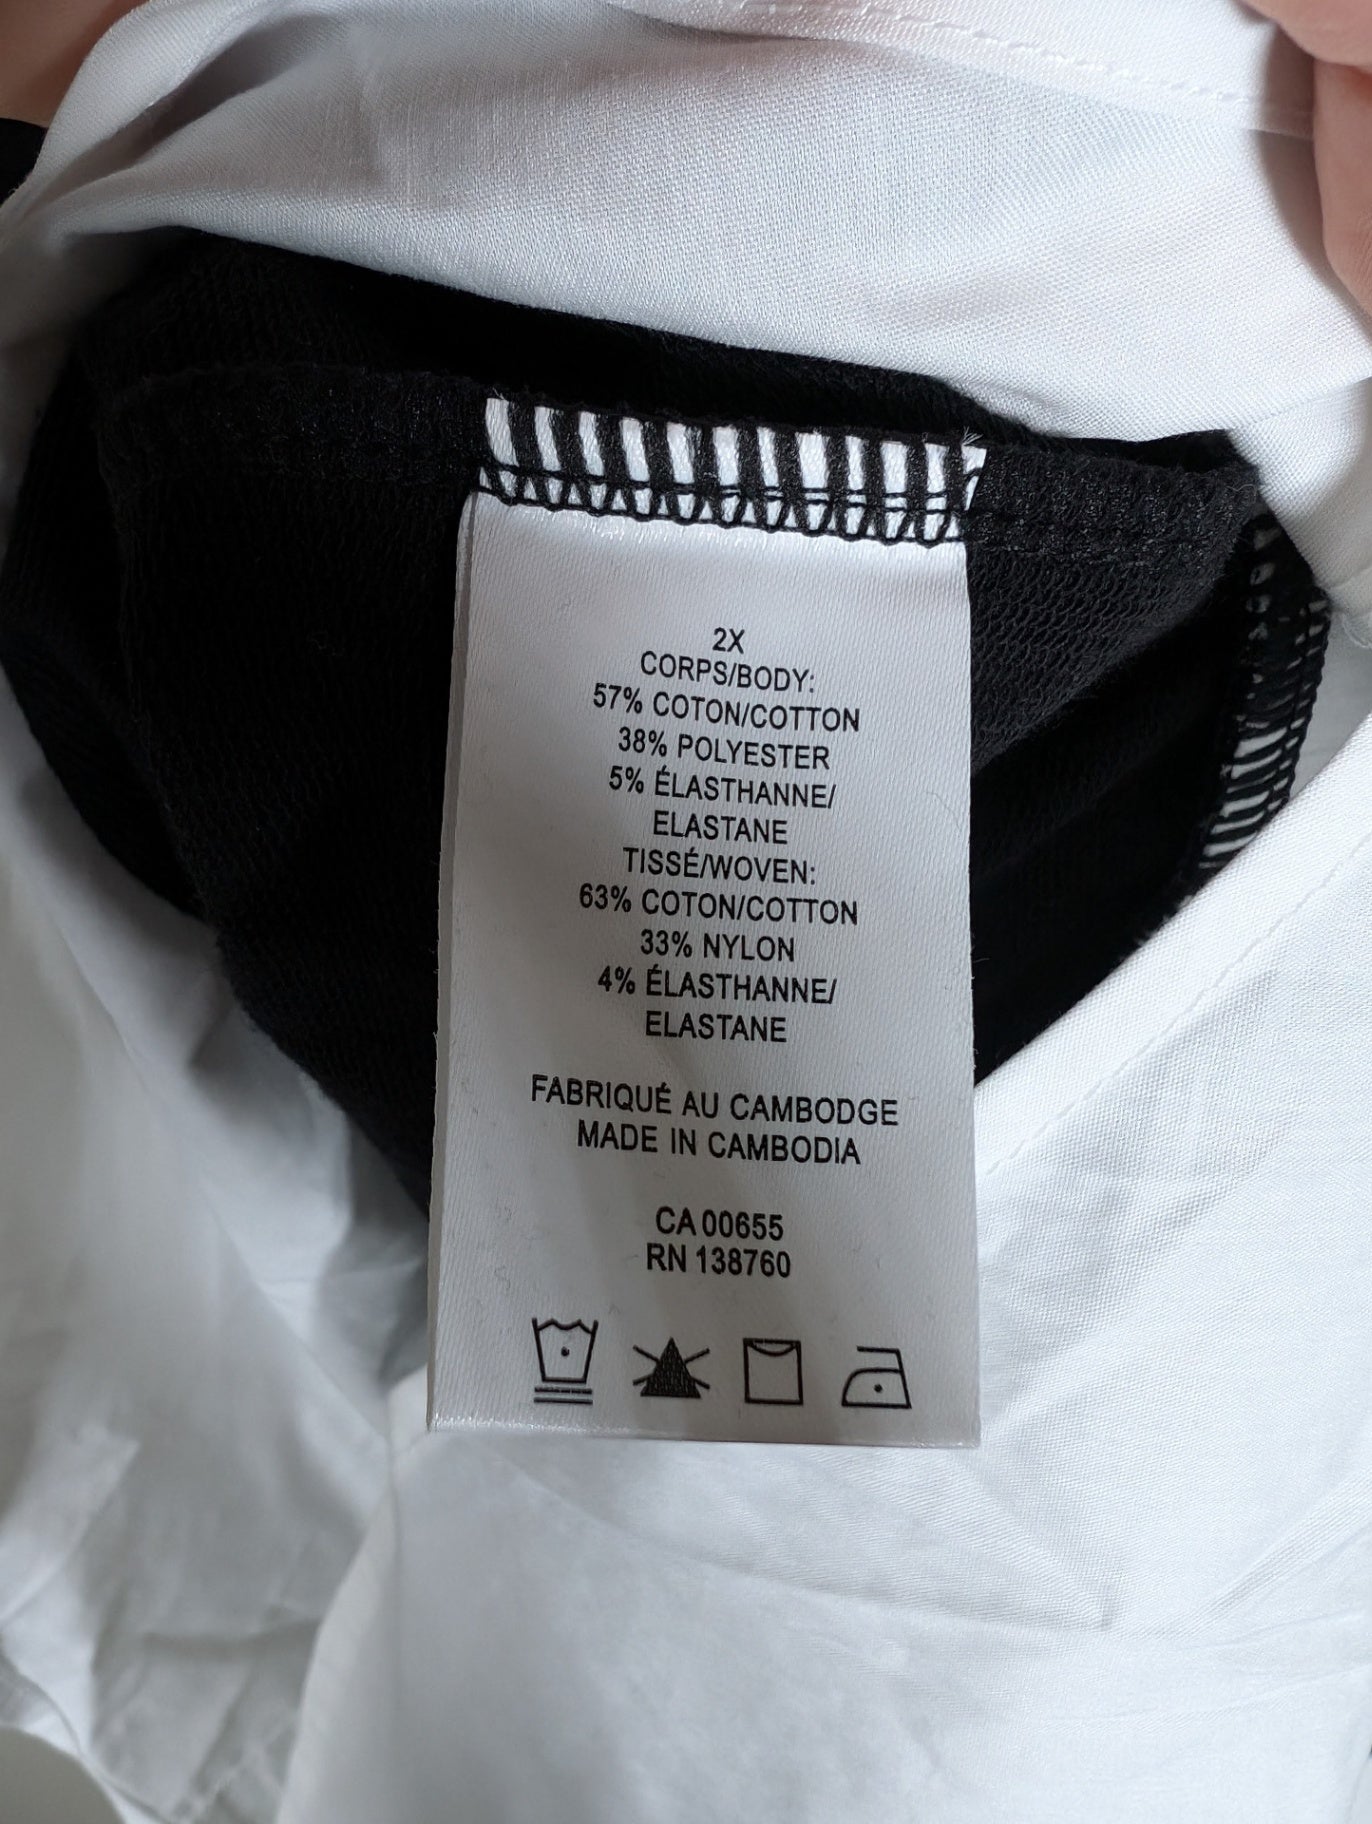 2X
CORPS/BODY:
57% COTON/COTTON
38% POLYESTER
5% ÉLASTHANNE/
ELASTANE
TISSÉ/WOVEN:
63% COTON/COTTON
33% NYLON
4% ÉLASTHANNE/
ELASTANE
FABRIQUÉ AU CAMBODGE
MADE IN CAMBODIA
CA 00655
RN 138760